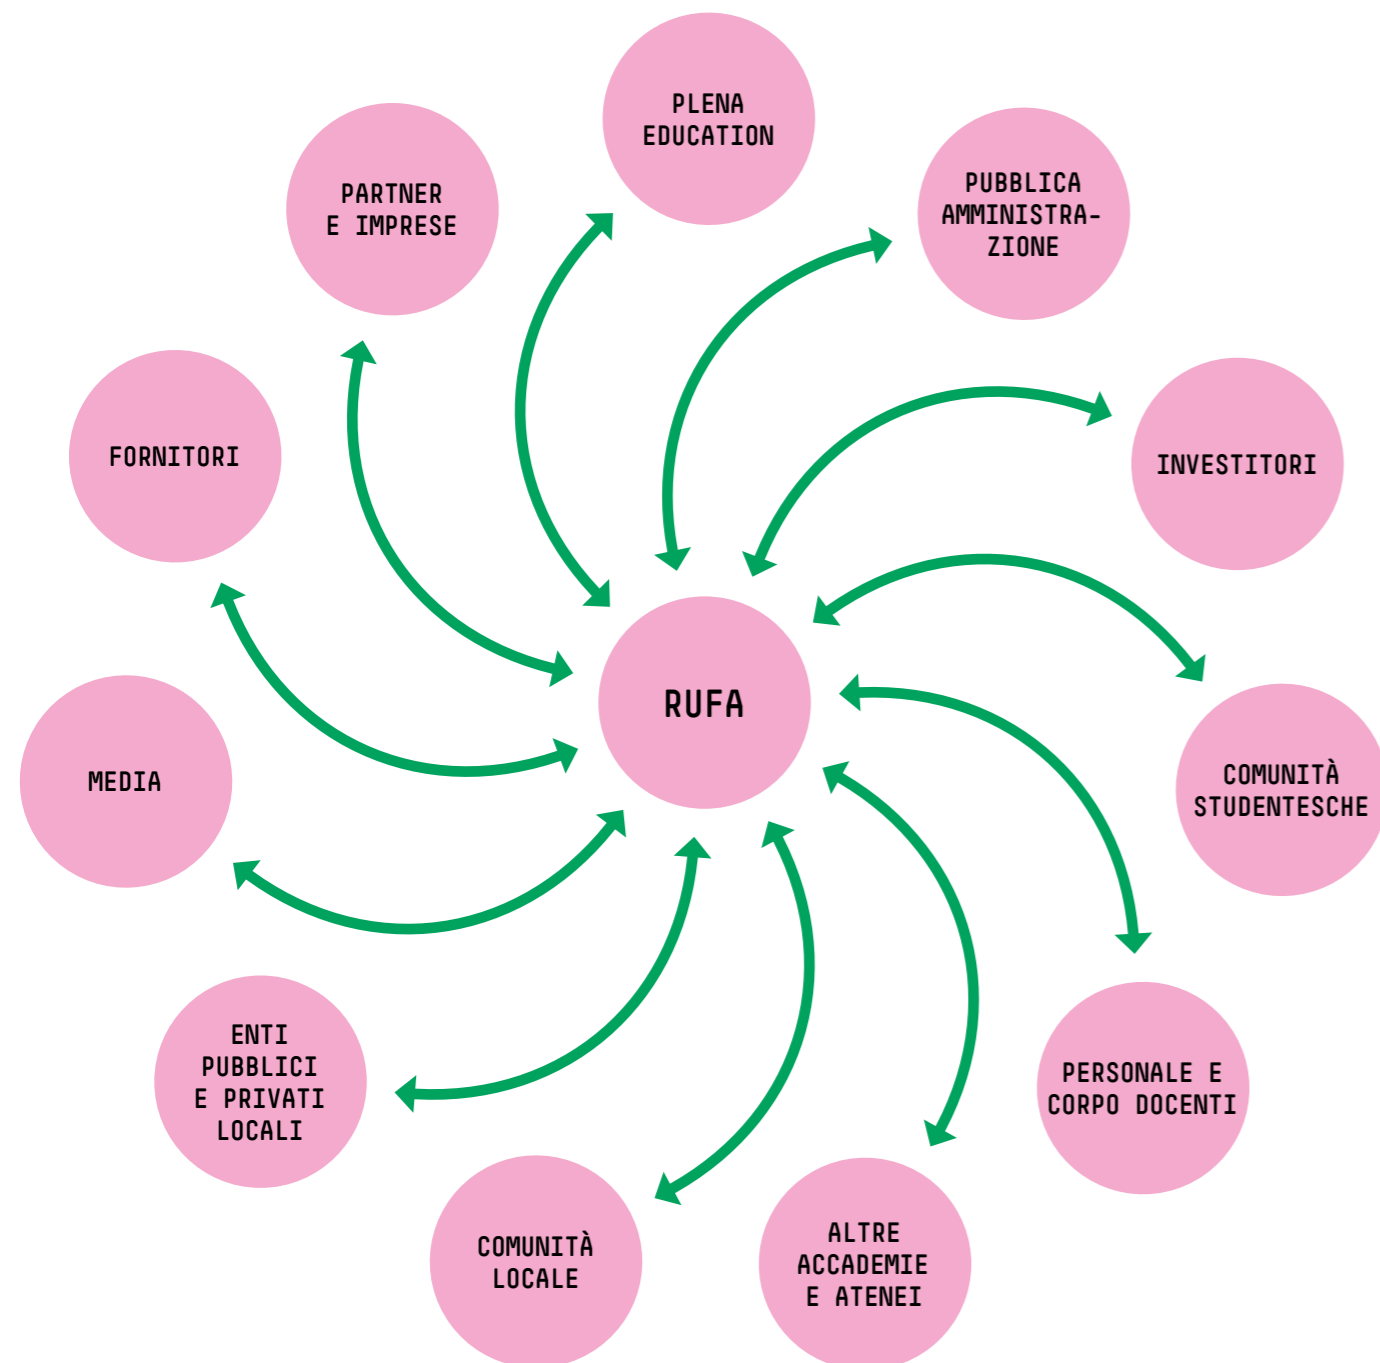 PLENA
EDUCATION
PUBBLICA
AMMINISTRA-
ZIONE
PARTNER
E IMPRESE
FORNITORI
INVESTITORI
RUFA
MEDIA
COMUNITÀ
STUDENTESCHE
ENTI
PUBBLICI
E PRIVATI
LOCALI
PERSONALE E
CORPO DOCENTI
COMUNITÀ
LOCALE
ALTRE
ACCADEMIE
E ATENEI